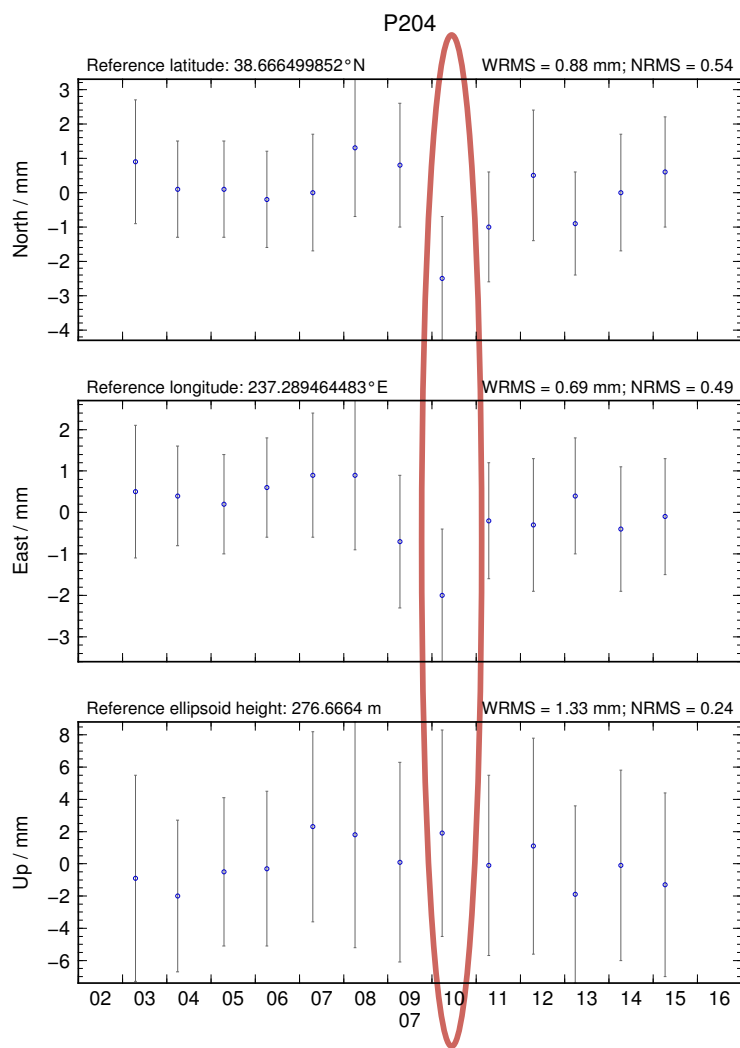 P204
Reference latitude: 38.666499852°N WRMS = 0.88 mm; NRMS = 0.54
North / mm
3
2
1
0
−1
−2
−3
−4
Reference longitude: 237.289464483°E WRMS = 0.69 mm; NRMS = 0.49
East / mm
2
1
0
−1
−2
−3
Reference ellipsoid height: 276.6664 m WRMS = 1.33 mm; NRMS = 0.24
Up / mm
8
6
4
2
0
−2
−4
−6
02 03 04 05 06 07 08 09 10 11 12 13 14 15 16
07